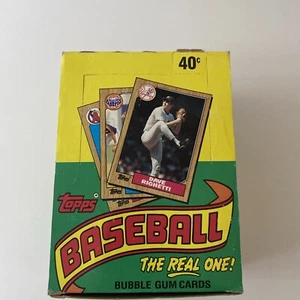 40¢
DAVE RIGHETTI
Topps
BASEBALL
THE REAL ONE!
BUBBLE GUM CARDS